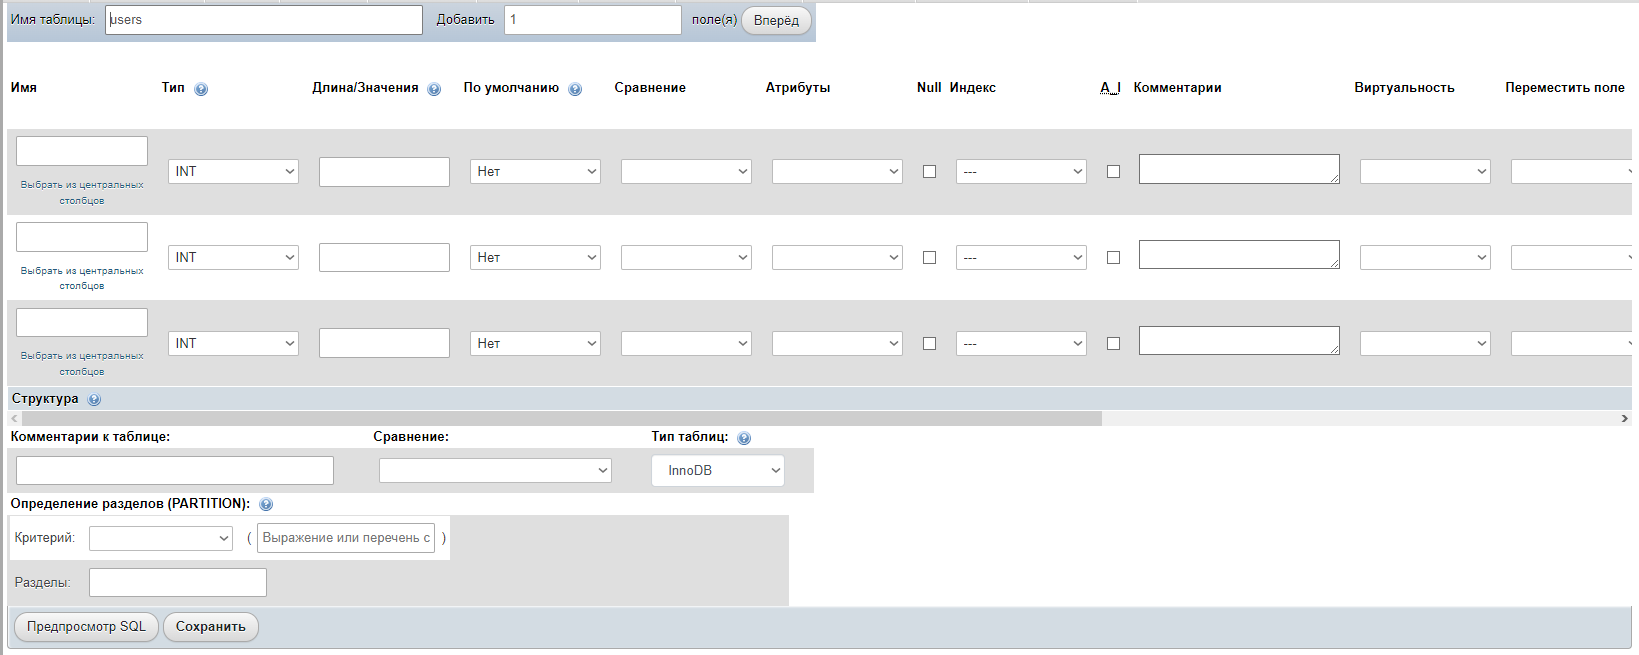 Имя таблицы: users Добавить 1 поле(я) Вперёд
Имя Тип Длина/Значения По умолчанию Сравнение Атрибуты Null Индекс A_I Комментарии Виртуальность Переместить поле
INT Нет ---
Выбрать из центральных
столбцов
INT Нет ---
Выбрать из центральных
столбцов
INT Нет ---
Выбрать из центральных
столбцов
Структура
Комментарии к таблице: Сравнение: Тип таблиц:
InnoDB
Определение разделов (PARTITION):
Критерий: ( Выражение или перечень с )
Разделы:
Предпросмотр SQL Сохранить